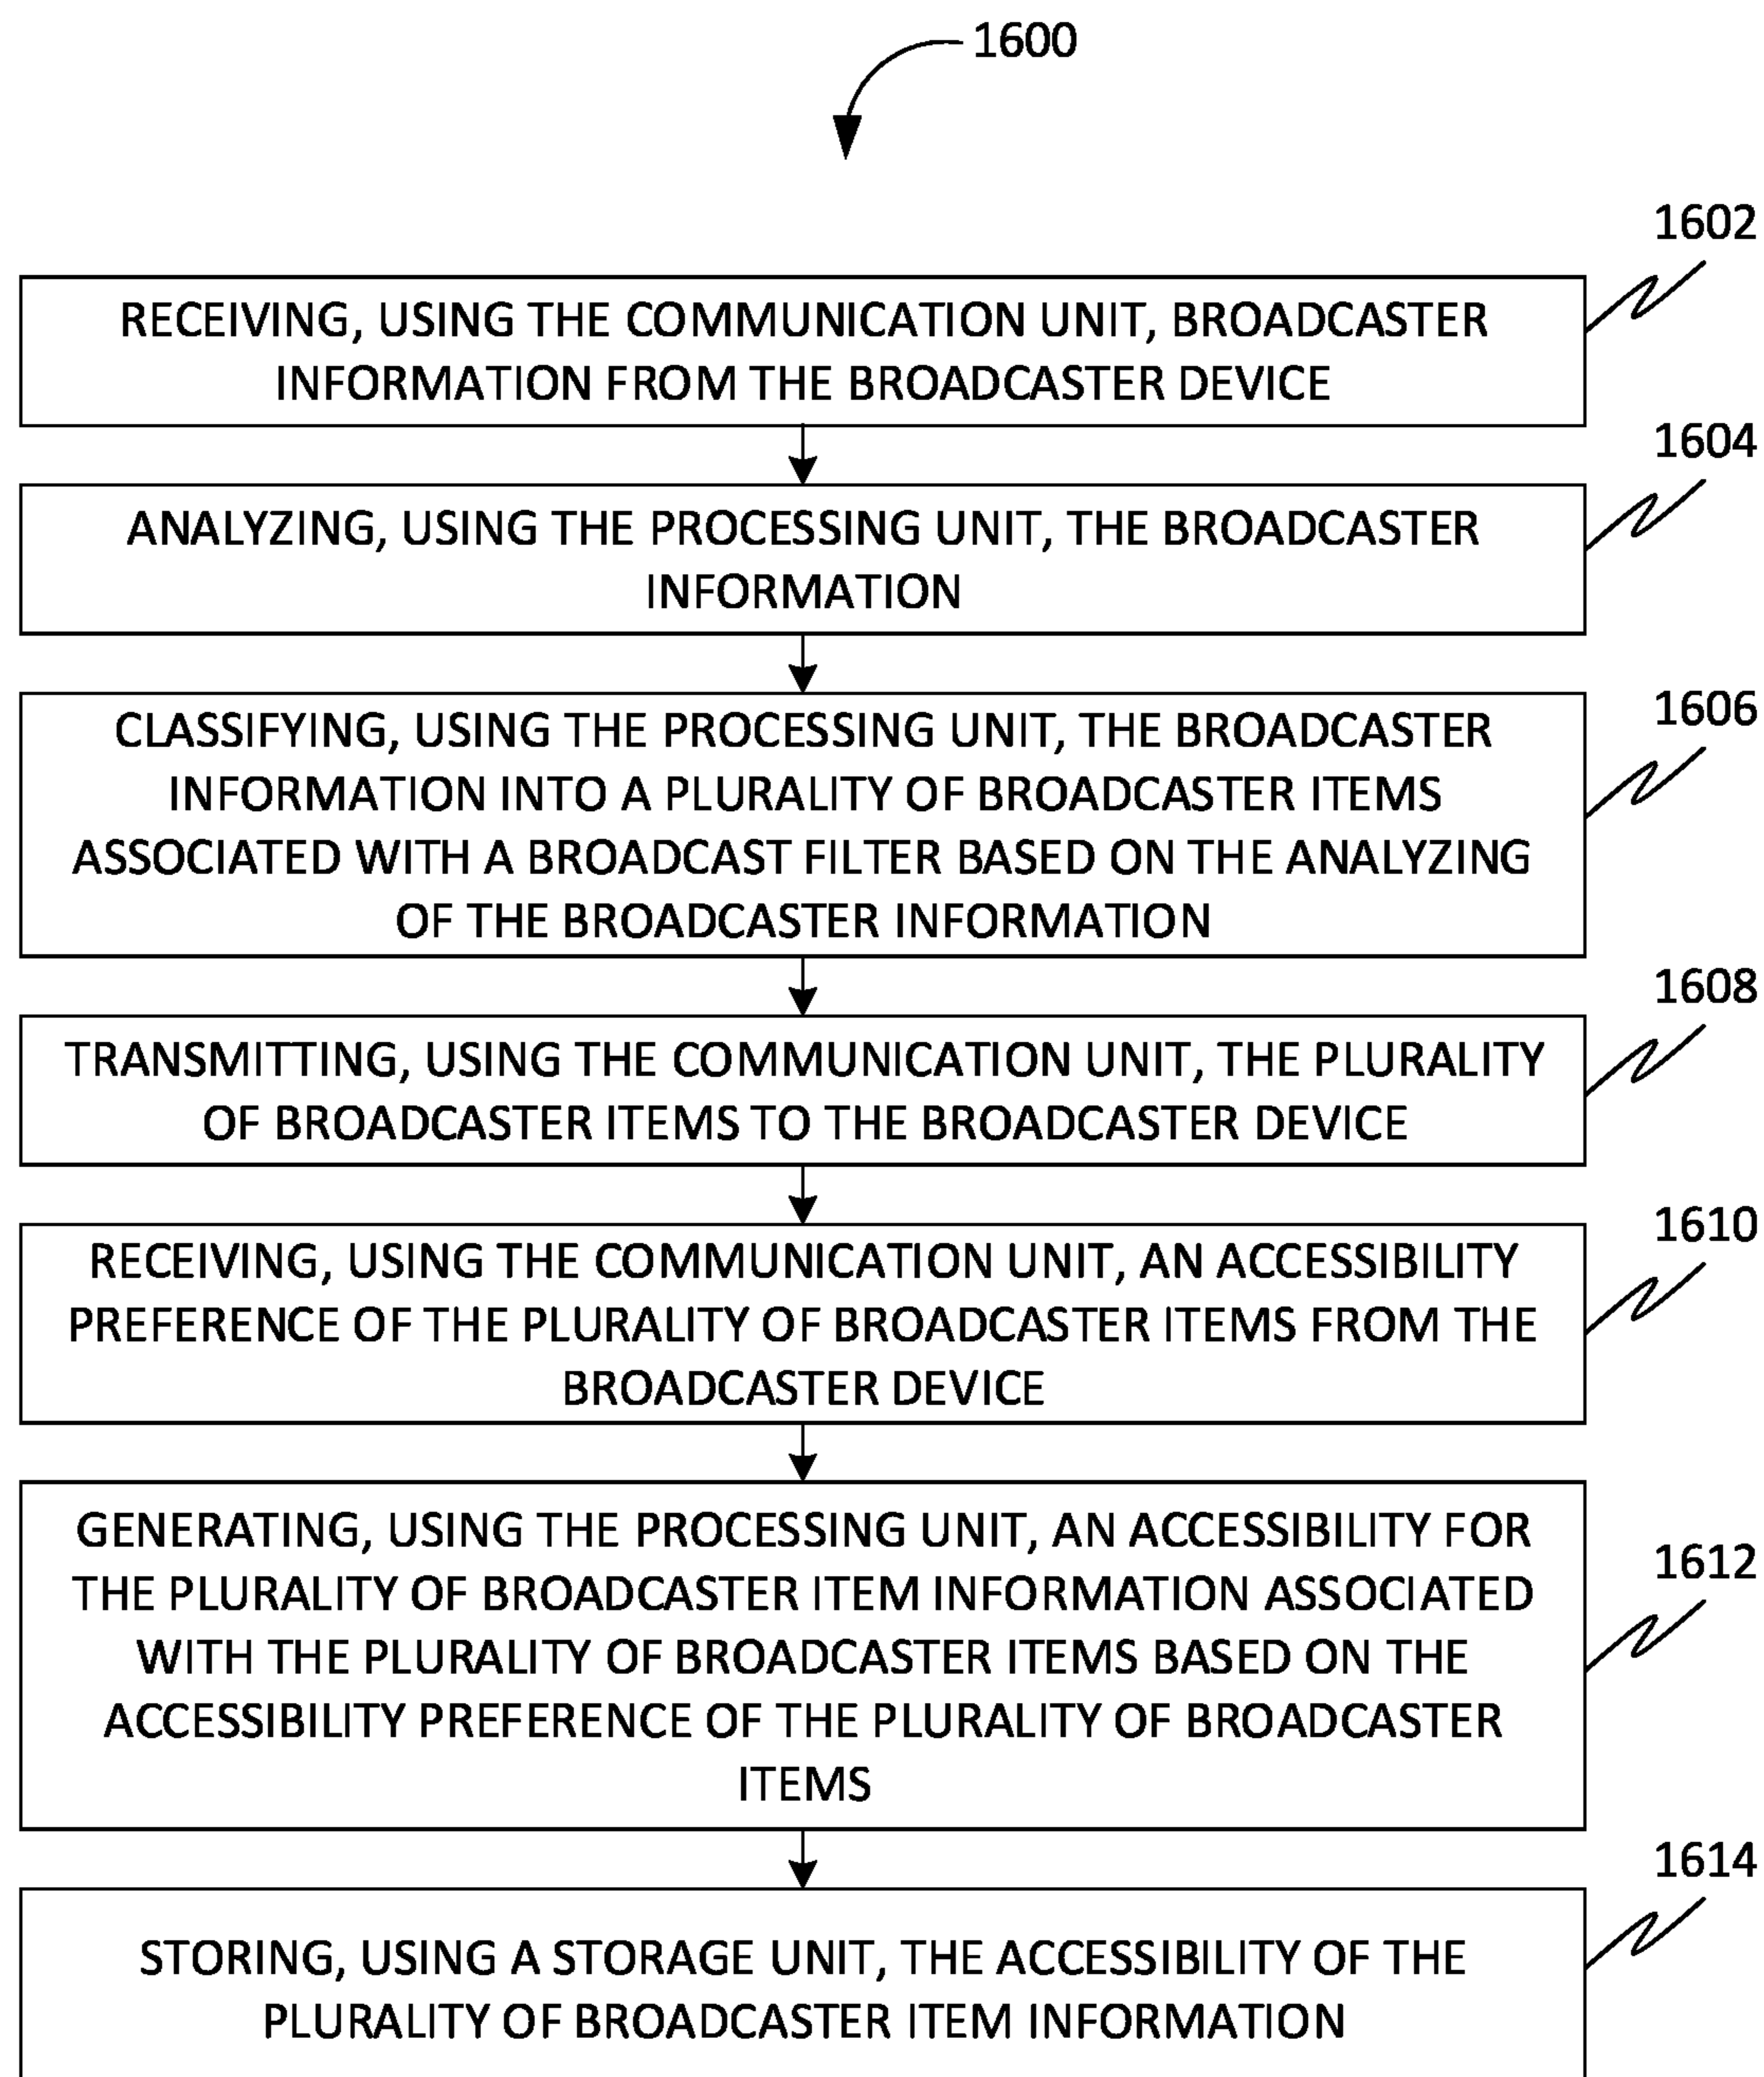 1600
1602
RECEIVING, USING THE COMMUNICATION UNIT, BROADCASTER
INFORMATION FROM THE BROADCASTER DEVICE
1604
ANALYZING, USING THE PROCESSING UNIT, THE BROADCASTER
INFORMATION
1606
CLASSIFYING, USING THE PROCESSING UNIT, THE BROADCASTER
INFORMATION INTO A PLURALITY OF BROADCASTER ITEMS
ASSOCIATED WITH A BROADCAST FILTER BASED ON THE ANALYZING
OF THE BROADCASTER INFORMATION
1608
TRANSMITTING, USING THE COMMUNICATION UNIT, THE PLURALITY
OF BROADCASTER ITEMS TO THE BROADCASTER DEVICE
1610
RECEIVING, USING THE COMMUNICATION UNIT, AN ACCESSIBILITY
PREFERENCE OF THE PLURALITY OF BROADCASTER ITEMS FROM THE
BROADCASTER DEVICE
1612
GENERATING, USING THE PROCESSING UNIT, AN ACCESSIBILITY FOR
THE PLURALITY OF BROADCASTER ITEM INFORMATION ASSOCIATED
WITH THE PLURALITY OF BROADCASTER ITEMS BASED ON THE
ACCESSIBILITY PREFERENCE OF THE PLURALITY OF BROADCASTER
ITEMS
1614
STORING, USING A STORAGE UNIT, THE ACCESSIBILITY OF THE
PLURALITY OF BROADCASTER ITEM INFORMATION